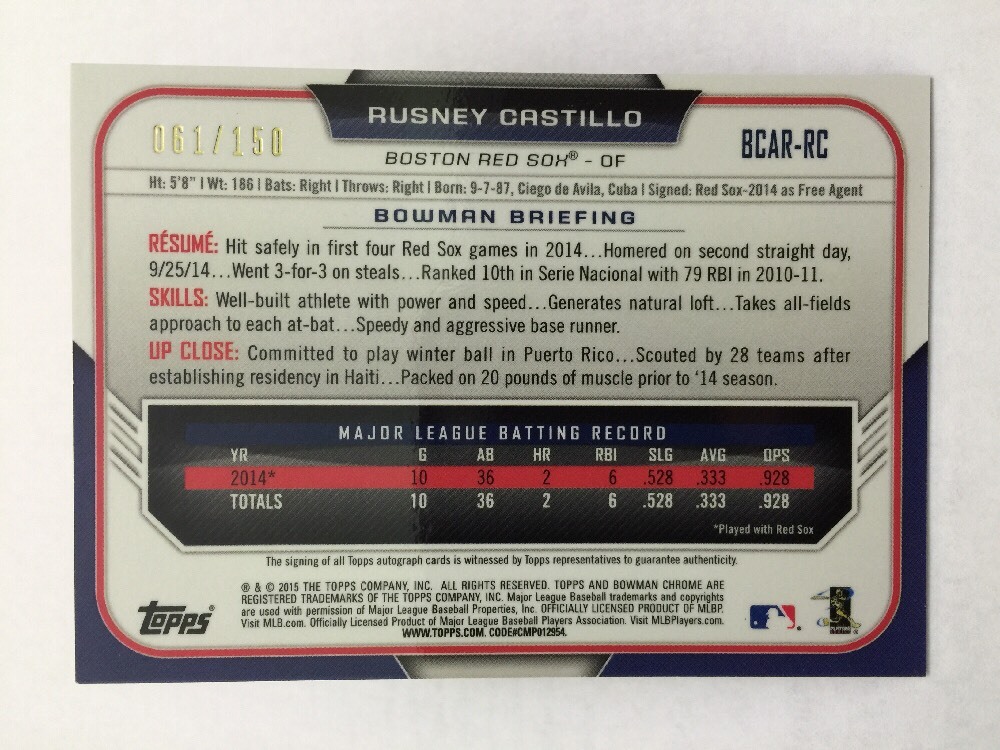 RUSNEY CASTILLO
061/150
BCAR-RC
BOSTON RED SOX® - OF
Ht: 5'8" | Wt: 186 | Bats: Right | Throws: Right | Born: 9-7-87, Ciego de Avila, Cuba | Signed: Red Sox-2014 as Free Agent
BOWMAN BRIEFING
RÉSUMÉ: Hit safely in first four Red Sox games in 2014...Homered on second straight day,
9/25/14...Went 3-for-3 on steals...Ranked 10th in Serie Nacional with 79 RBI in 2010-11.
SKILLS: Well-built athlete with power and speed...Generates natural loft...Takes all-fields
approach to each at-bat...Speedy and aggressive base runner.
UP CLOSE: Committed to play winter ball in Puerto Rico...Scouted by 28 teams after
establishing residency in Haiti...Packed on 20 pounds of muscle prior to '14 season.
MAJOR LEAGUE BATTING RECORD
YR G AB HR RBI SLG AVG OPS
2014* 10 36 2 6 .528 .333 .928
TOTALS 10 36 2 6 .528 .333 .928
*Played with Red Sox
The signing of all Topps autograph cards is witnessed by Topps representatives to guarantee authenticity.
® & © 2015 THE TOPPS COMPANY, INC. ALL RIGHTS RESERVED. TOPPS AND BOWMAN CHROME ARE
REGISTERED TRADEMARKS OF THE TOPPS COMPANY, INC. Major League Baseball trademarks and copyrights
are used with permission of Major League Baseball Properties, Inc. OFFICIALLY LICENSED PRODUCT OF MLBP.
Visit MLB.com. Officially Licensed Product of Major League Baseball Players Association. Visit MLBPlayers.com.
WWW.TOPPS.COM. CODE#CMP012954.
Topps®